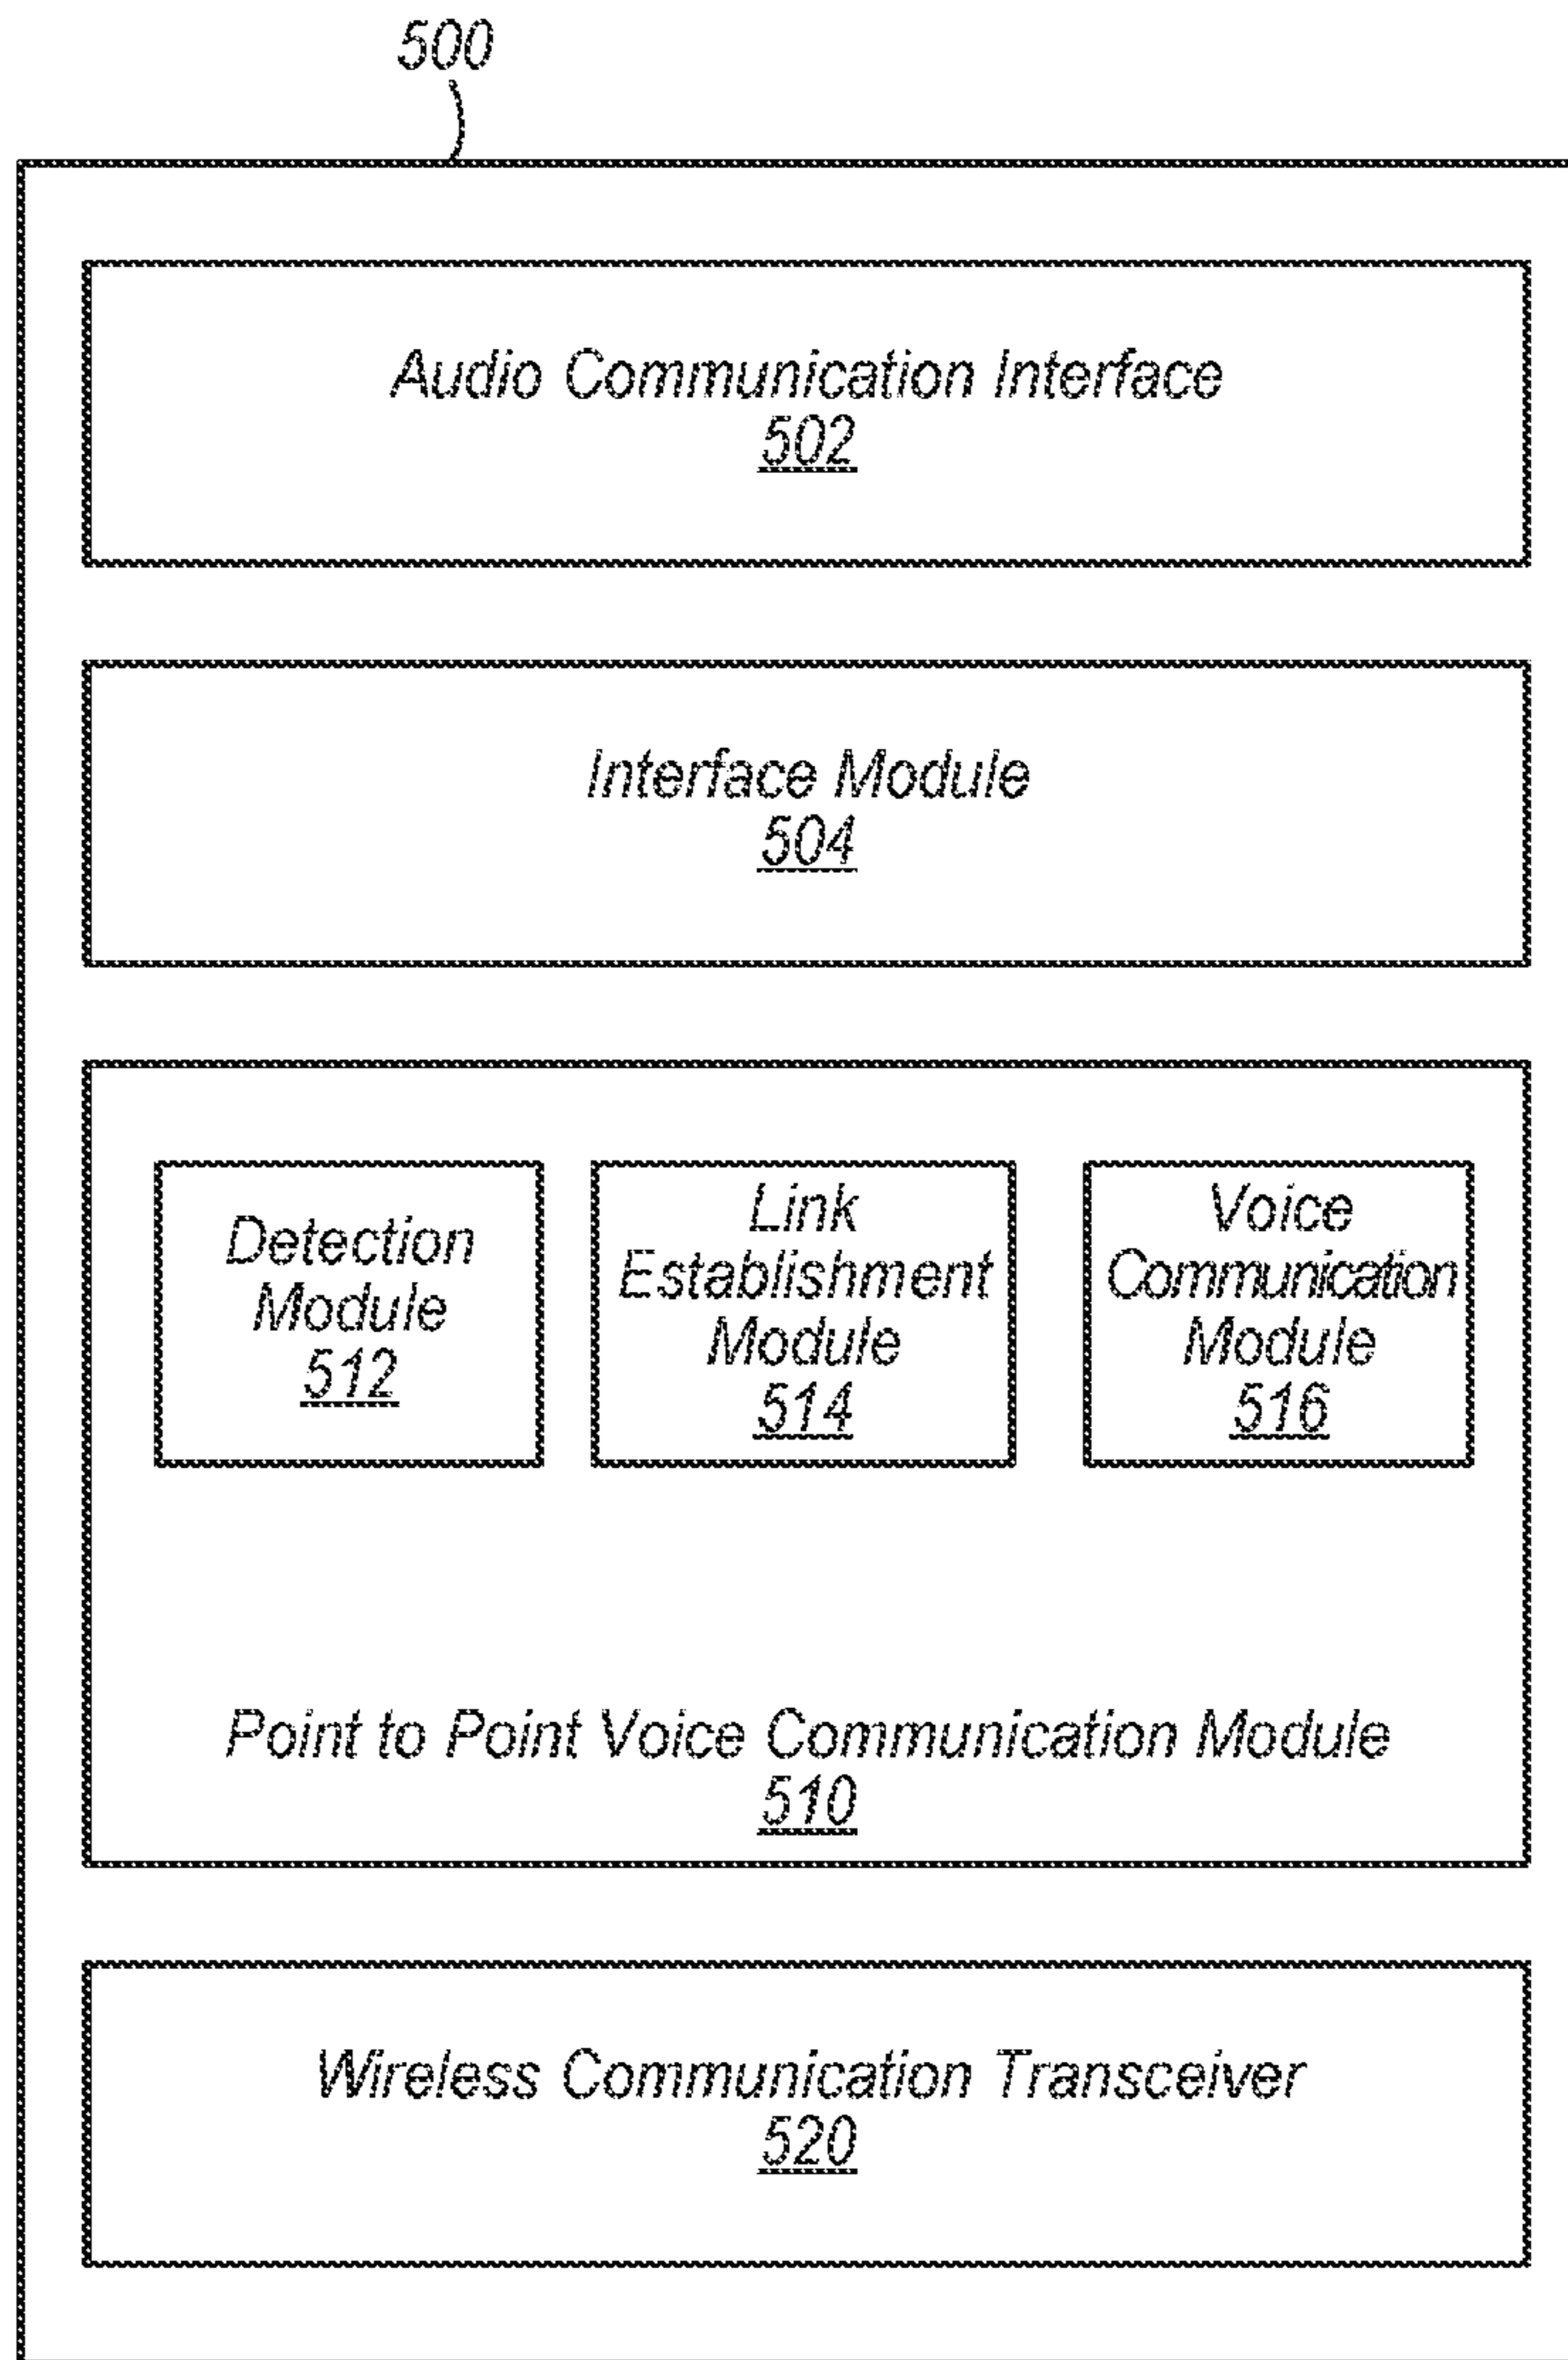 500
Audio Communication Interface
502
Interface Module
504
Detection
Module
512
Link
Establishment
Module
514
Voice
Communication
Module
516
Point to Point Voice Communication Module
510
Wireless Communication Transceiver
520